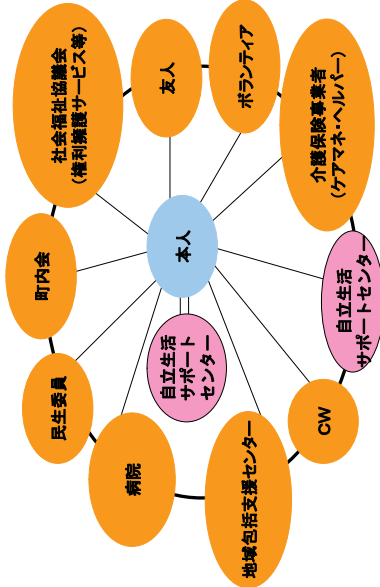 社会福祉協議会
（権利擁護サービス等）
友人
ボランティア
介護保険事業者
（ケアマネ・ヘルパー）
町内会
本人
自立生活
サポートセンター
民生委員
自立生活
サポート
センター
病院
地域包括支援センター
CW